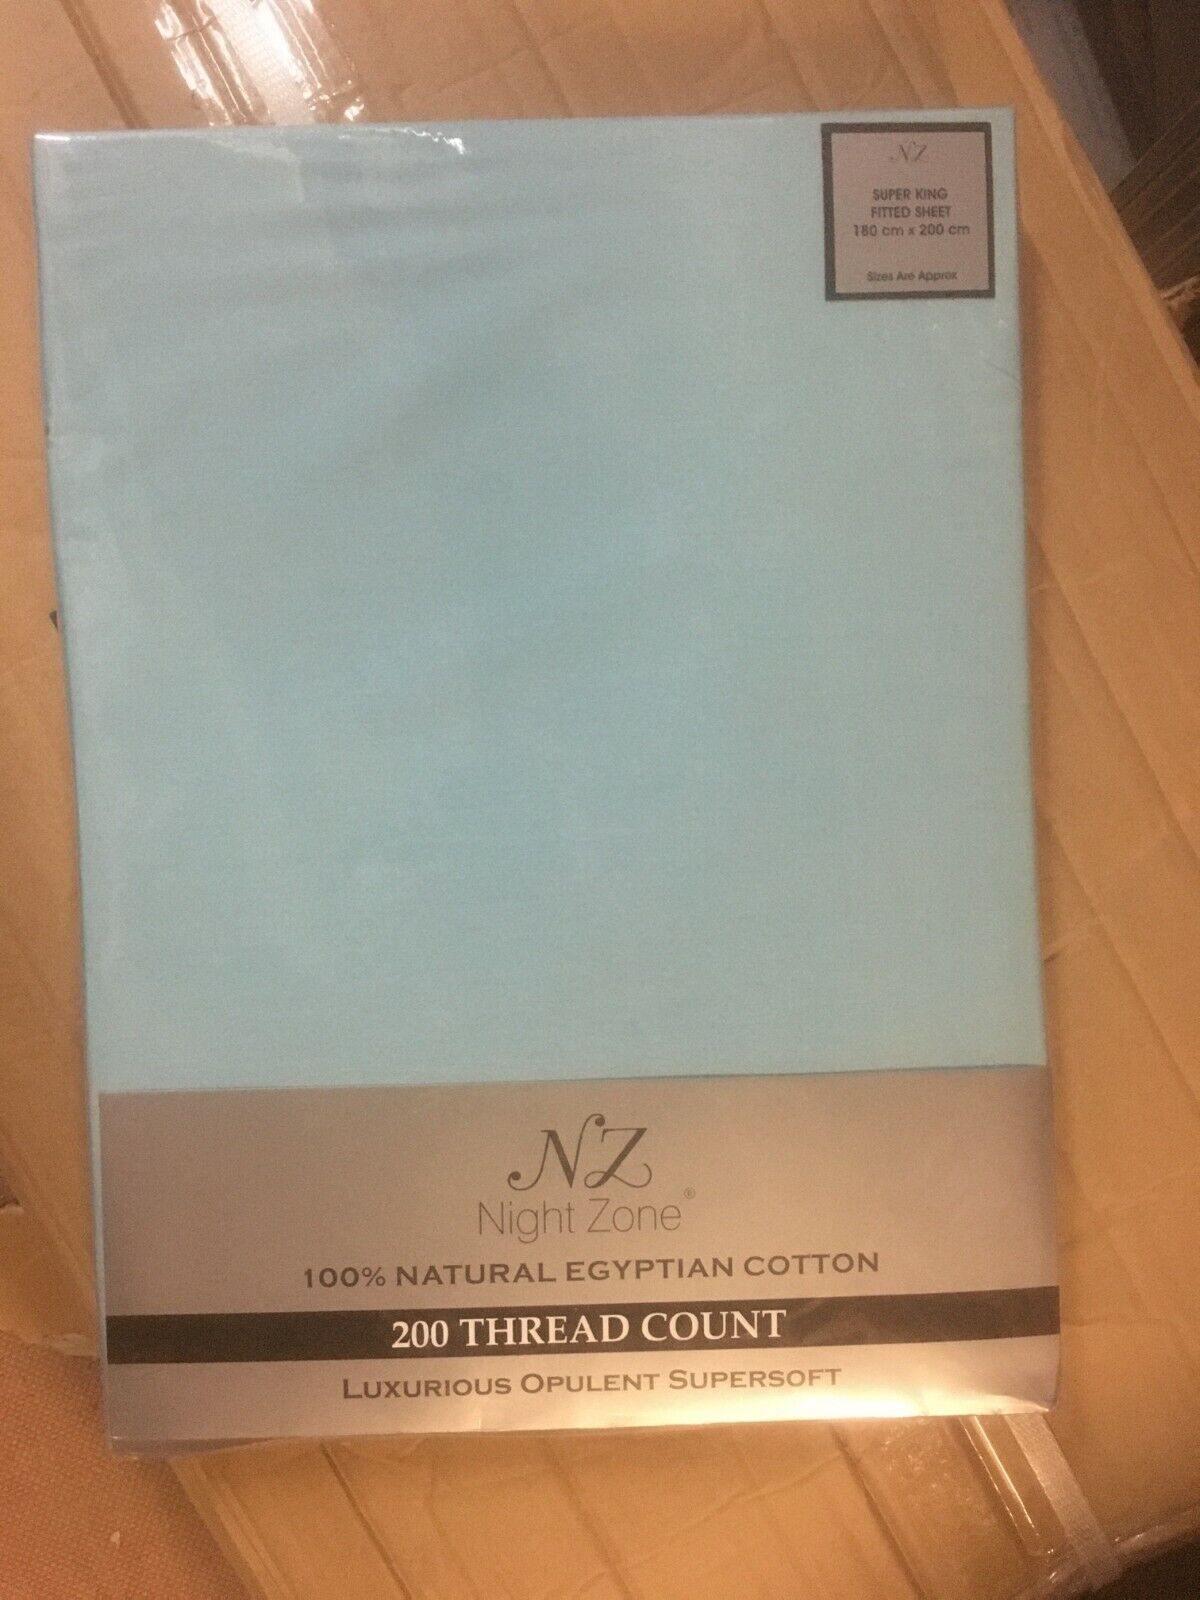 NZ
SUPER KING
FITTED SHEET
180 cm x 200 cm
Sizes Are Approx
NZ
Night Zone®
100% NATURAL EGYPTIAN COTTON
200 THREAD COUNT
LUXURIOUS OPULENT SUPERSOFT